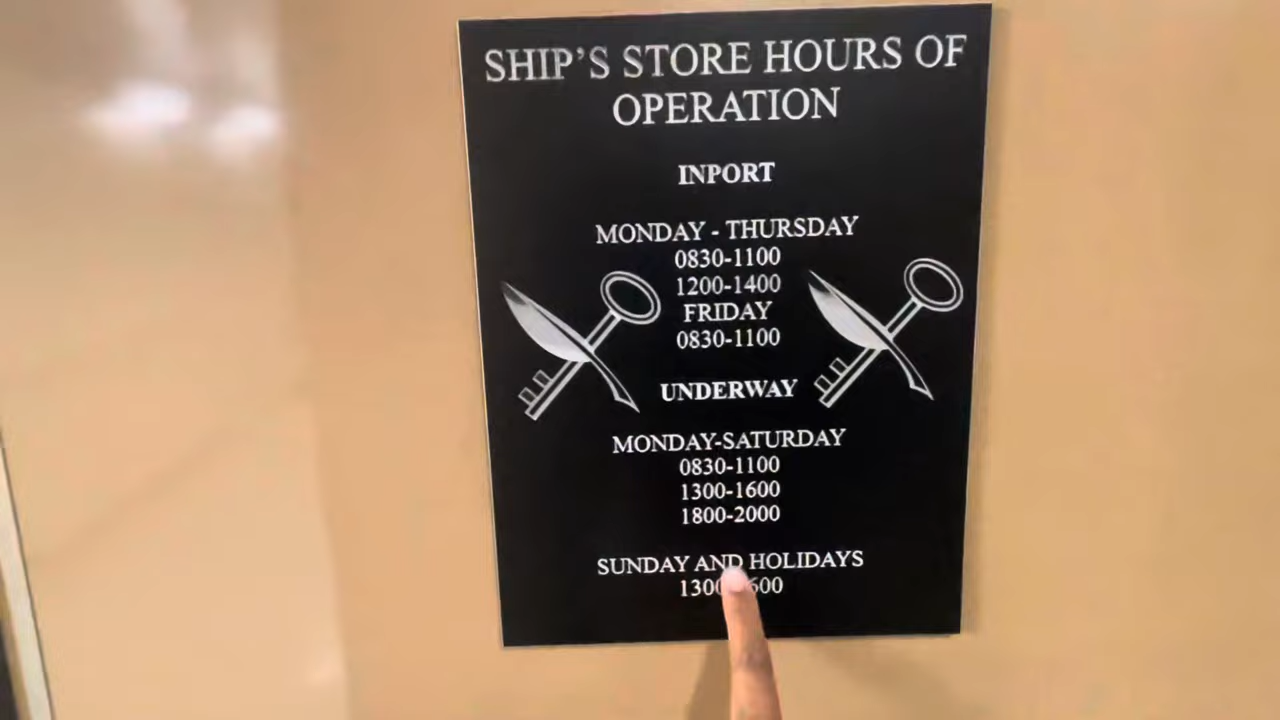 SHIP'S STORE HOURS OF
OPERATION
INPORT
MONDAY - THURSDAY
0830-1100
1200-1400
FRIDAY
0830-1100
UNDERWAY
MONDAY-SATURDAY
0830-1100
1300-1600
1800-2000
SUNDAY AND HOLIDAYS